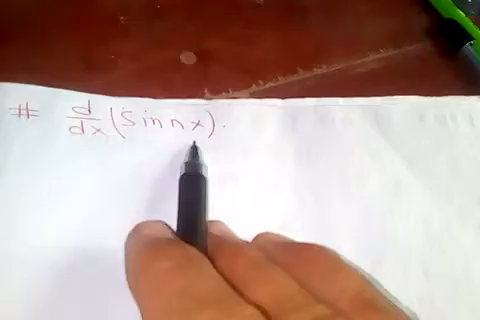 # d/dx (Sin nx).